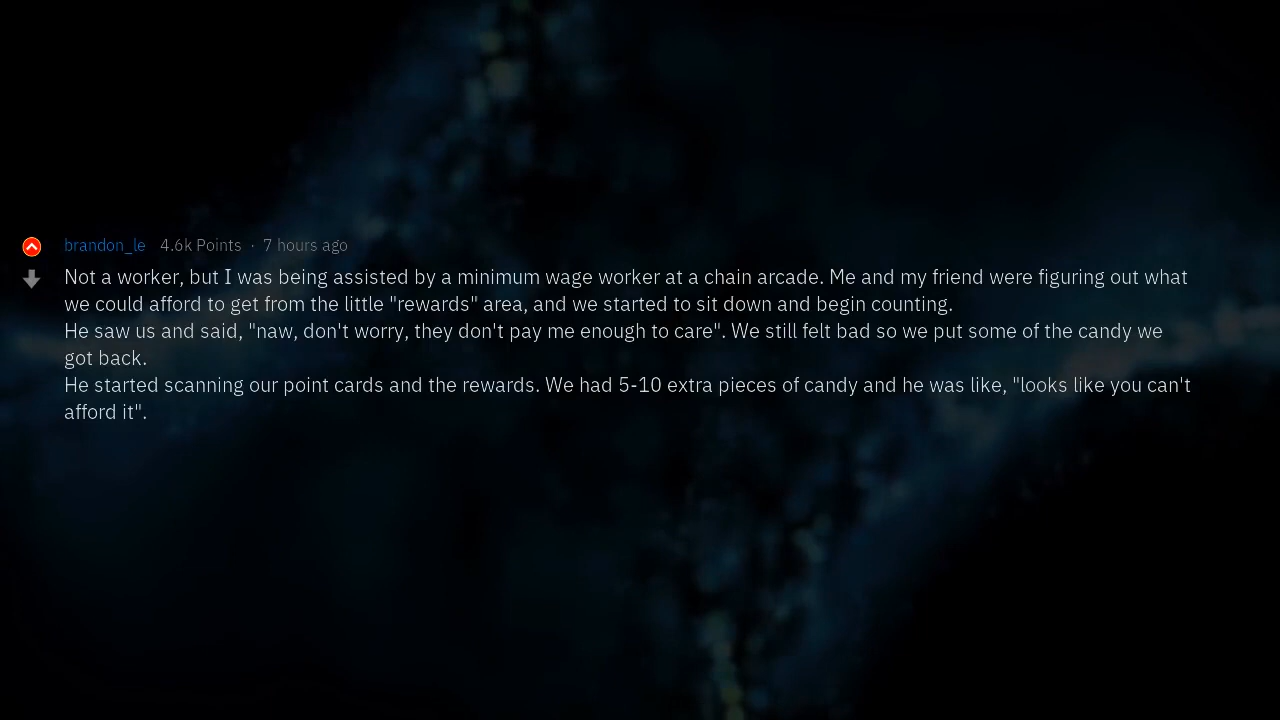 brandon_le 4.6k Points · 7 hours ago
Not a worker, but I was being assisted by a minimum wage worker at a chain arcade. Me and my friend were figuring out what
we could afford to get from the little "rewards" area, and we started to sit down and begin counting.
He saw us and said, "naw, don't worry, they don't pay me enough to care". We still felt bad so we put some of the candy we
got back.
He started scanning our point cards and the rewards. We had 5-10 extra pieces of candy and he was like, "looks like you can't
afford it".